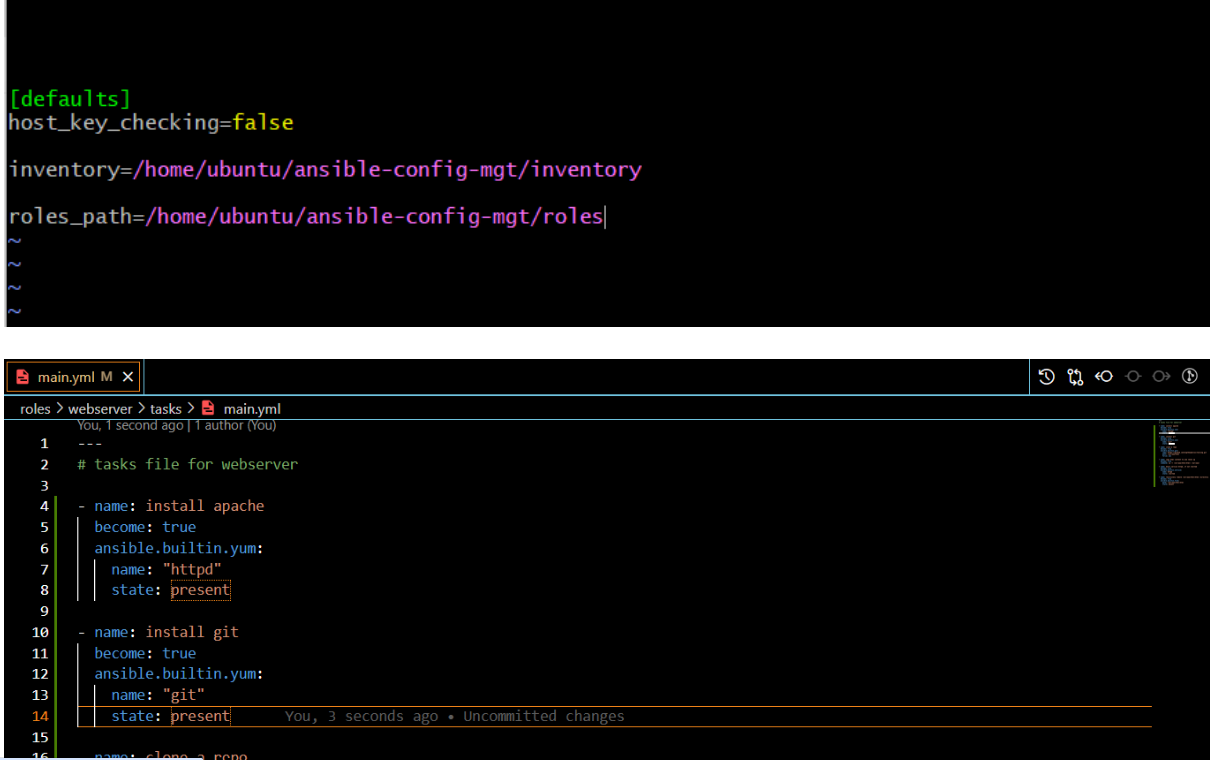 [defaults]
host_key_checking=false
inventory=/home/ubuntu/ansible-config-mgt/inventory
roles_path=/home/ubuntu/ansible-config-mgt/roles
~
~
~
~
main.yml M ×
roles > webserver > tasks > main.yml
You, 1 second ago | 1 author (You)
1 ---
2 # tasks file for webserver
3
4 - name: install apache
5 become: true
6 ansible.builtin.yum:
7 name: "httpd"
8 state: present
9
10 - name: install git
11 become: true
12 ansible.builtin.yum:
13 name: "git"
14 state: present You, 3 seconds ago • Uncommitted changes
15
16 - name: clone a repo